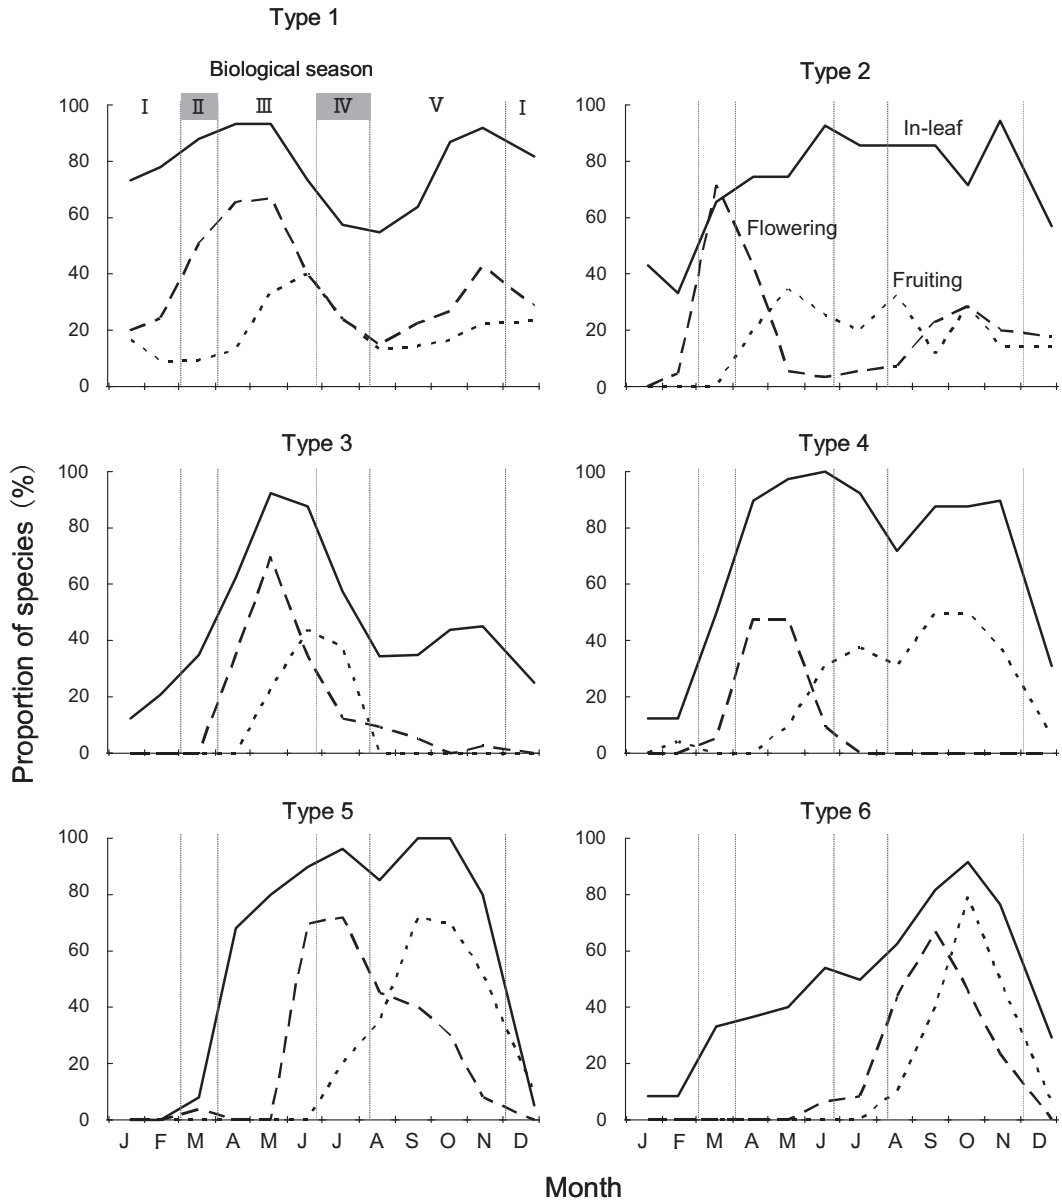 Type 1
Biological season
Ⅰ Ⅱ Ⅲ Ⅳ Ⅴ Ⅰ
100
80
60
40
20
0
Type 2
100
80
60
40
20
0
In-leaf
Flowering
Fruiting
Type 3
100
80
60
40
20
0
Type 4
100
80
60
40
20
0
Proportion of species (%)
Type 5
100
80
60
40
20
0
J F M A M J J A S O N D
Type 6
100
80
60
40
20
0
J F M A M J J A S O N D
Month